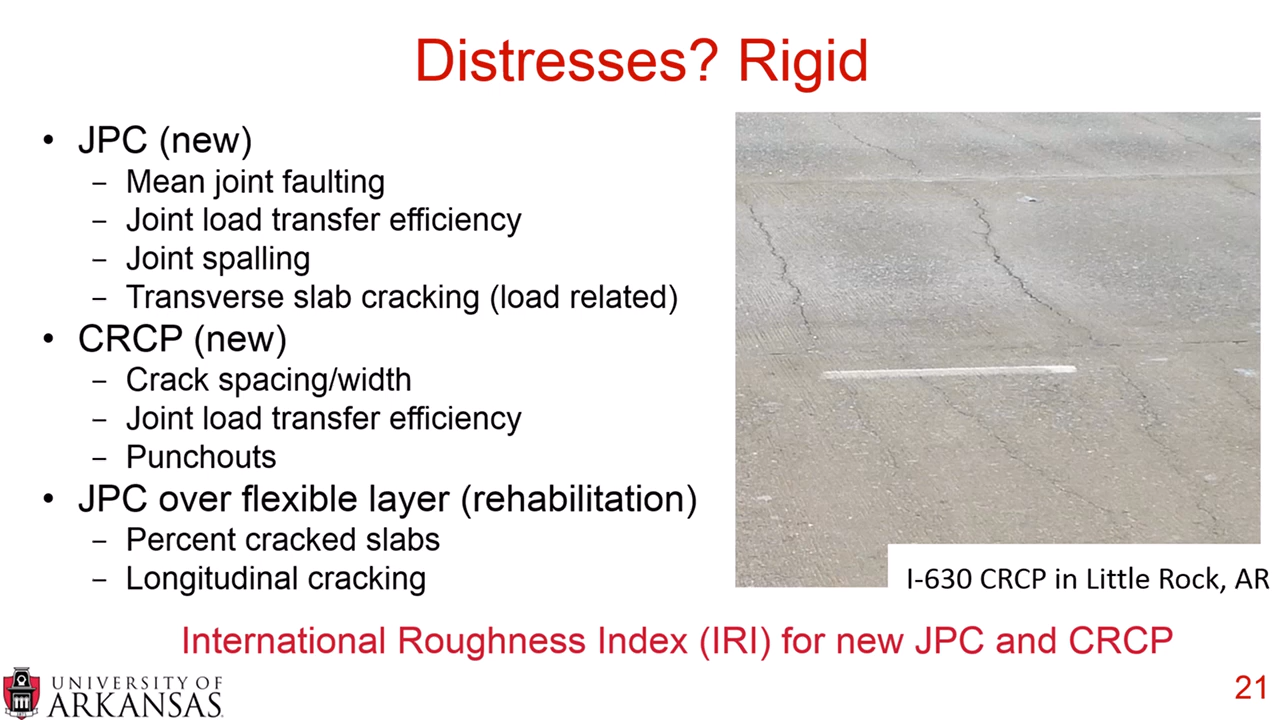 Distresses? Rigid
• JPC (new)
– Mean joint faulting
– Joint load transfer efficiency
– Joint spalling
– Transverse slab cracking (load related)
• CRCP (new)
– Crack spacing/width
– Joint load transfer efficiency
– Punchouts
• JPC over flexible layer (rehabilitation)
– Percent cracked slabs
– Longitudinal cracking
I-630 CRCP in Little Rock, AR
International Roughness Index (IRI) for new JPC and CRCP
UNIVERSITY OF
ARKANSAS
21